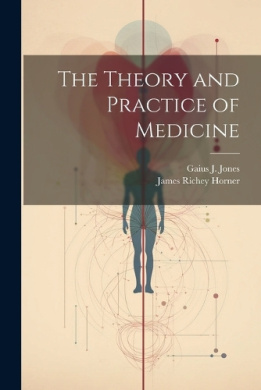 The Theory and
Practice of
Medicine
Gaius J. Jones
James Richey Horner